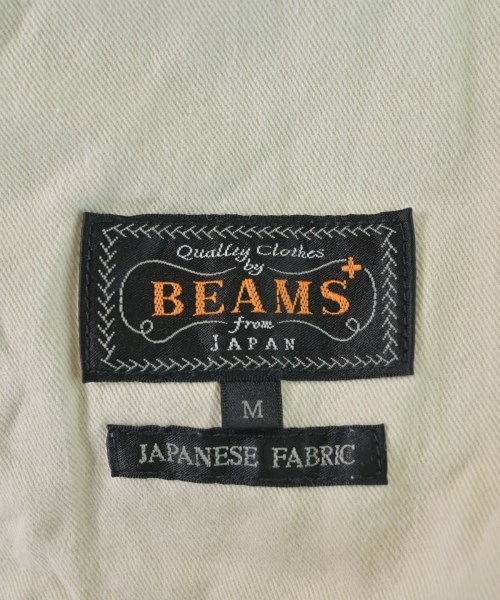 Quality Clothes
by
BEAMS+
from
JAPAN
M
JAPANESE FABRIC